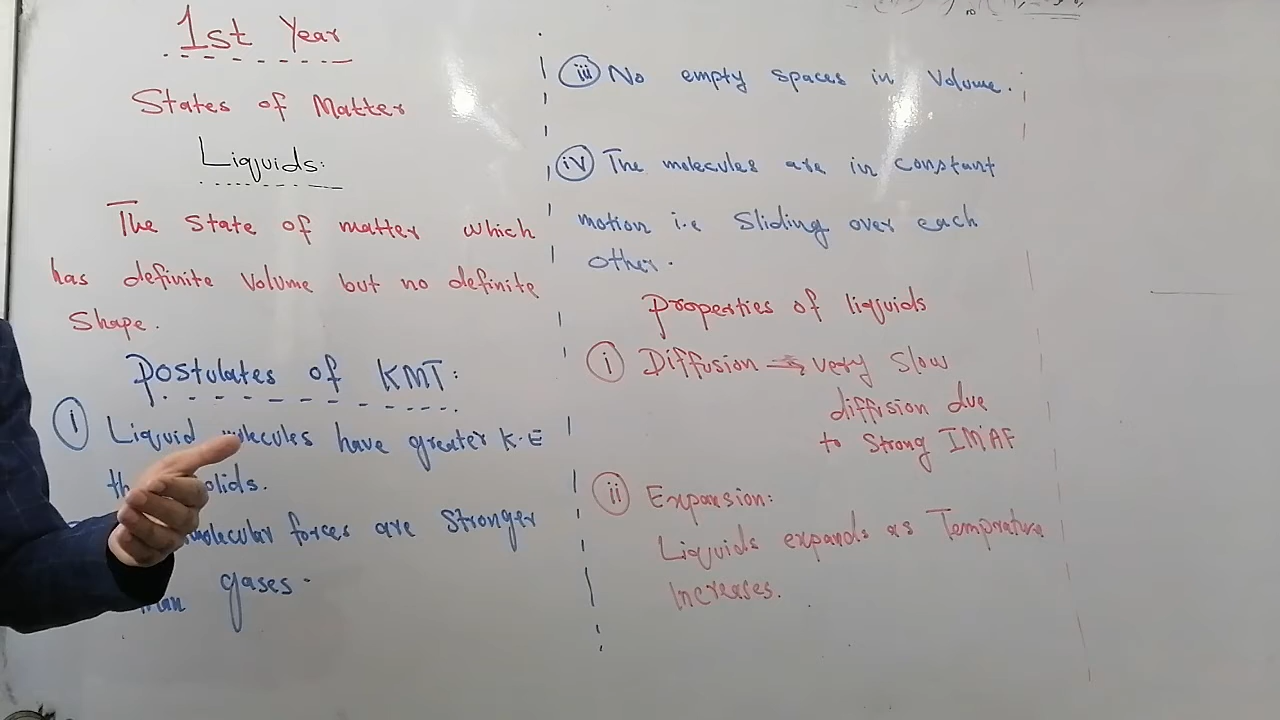 1st Year
States of Matter
Liquids:
The state of matter which
has definite volume but no definite
Shape.
Postulates of KMT:
i Liquid molecules have greater K.E
solids.
molecular forces are stronger
than gases.
iii No empty spaces in volume.
iv The molecules are in constant
motion i.e Sliding over each
other.
Properties of liquids
i Diffusion → very slow
diffusion due
to strong IMAF
ii Expansion:
Liquids expands as Temprature
increases.